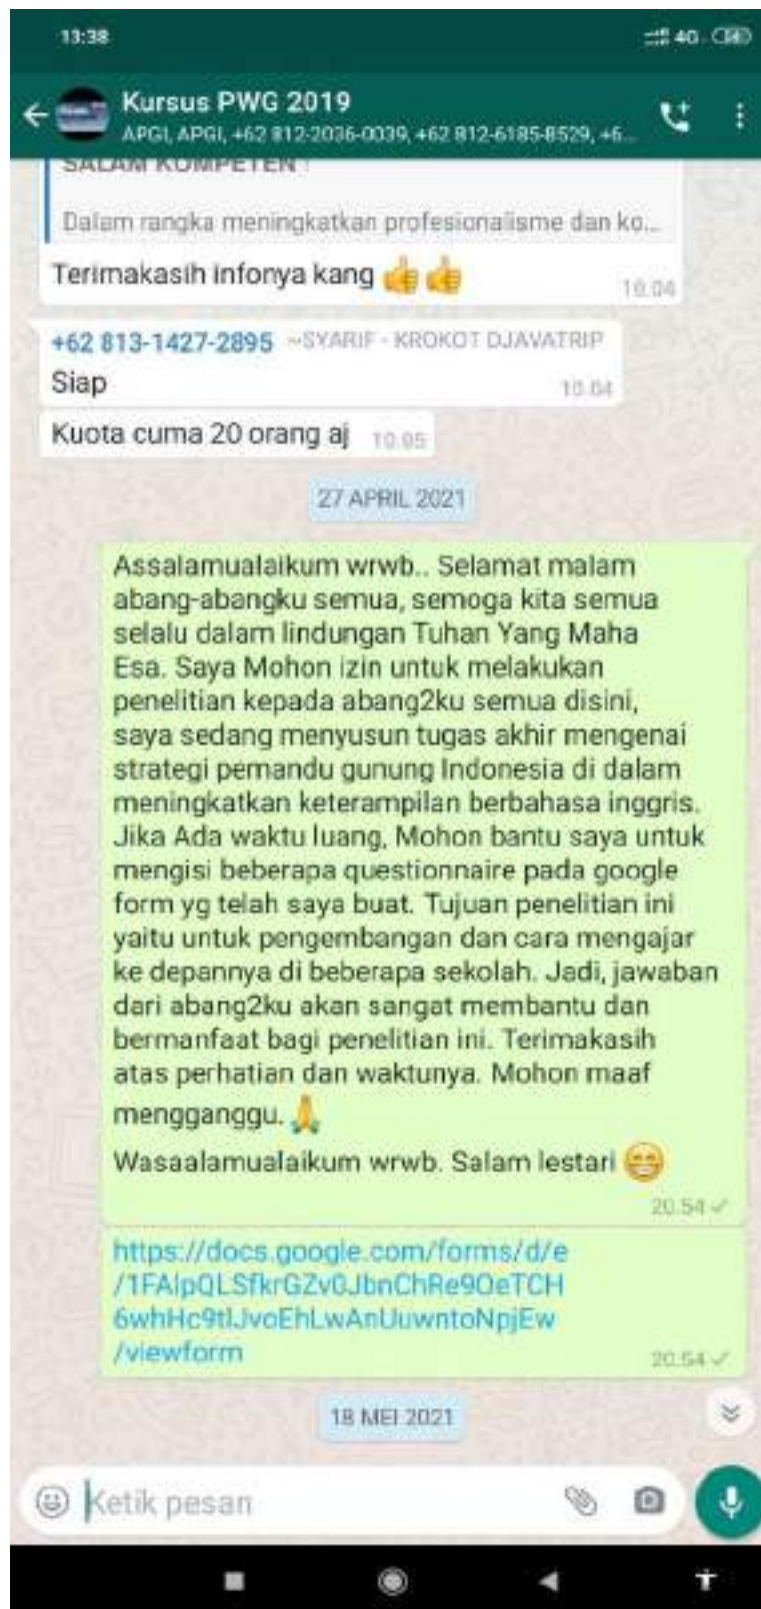 13:38
4G
Kursus PWG 2019
APGI, APGI, +62 812-2036-0039, +62 812-6185-8529, +6...
SALAM KOMPETEN !
Dalam rangka meningkatkan profesionalisme dan ko...
Terimakasih infonya kang 👍👍
10.04
+62 813-1427-2895 ~SYARIF - KROKOT DJAVATRIP
Siap
10.04
Kuota cuma 20 orang aj 10.05
27 APRIL 2021
Assalamualaikum wrwb.. Selamat malam
abang-abangku semua, semoga kita semua
selalu dalam lindungan Tuhan Yang Maha
Esa. Saya Mohon izin untuk melakukan
penelitian kepada abang2ku semua disini,
saya sedang menyusun tugas akhir mengenai
strategi pemandu gunung Indonesia di dalam
meningkatkan keterampilan berbahasa inggris.
Jika Ada waktu luang, Mohon bantu saya untuk
mengisi beberapa questionnaire pada google
form yg telah saya buat. Tujuan penelitian ini
yaitu untuk pengembangan dan cara mengajar
ke depannya di beberapa sekolah. Jadi, jawaban
dari abang2ku akan sangat membantu dan
bermanfaat bagi penelitian ini. Terimakasih
atas perhatian dan waktunya. Mohon maaf
mengganggu. 🙏
Wasaalamualaikum wrwb. Salam lestari 😁
20.54
https://docs.google.com/forms/d/e
/1FAIpQLSfkrGZv0JbnChRe9OeTCH
6whHc9tlJvoEhLwAnUuwntoNpjEw
/viewform
20.54
18 MEI 2021
Ketik pesan